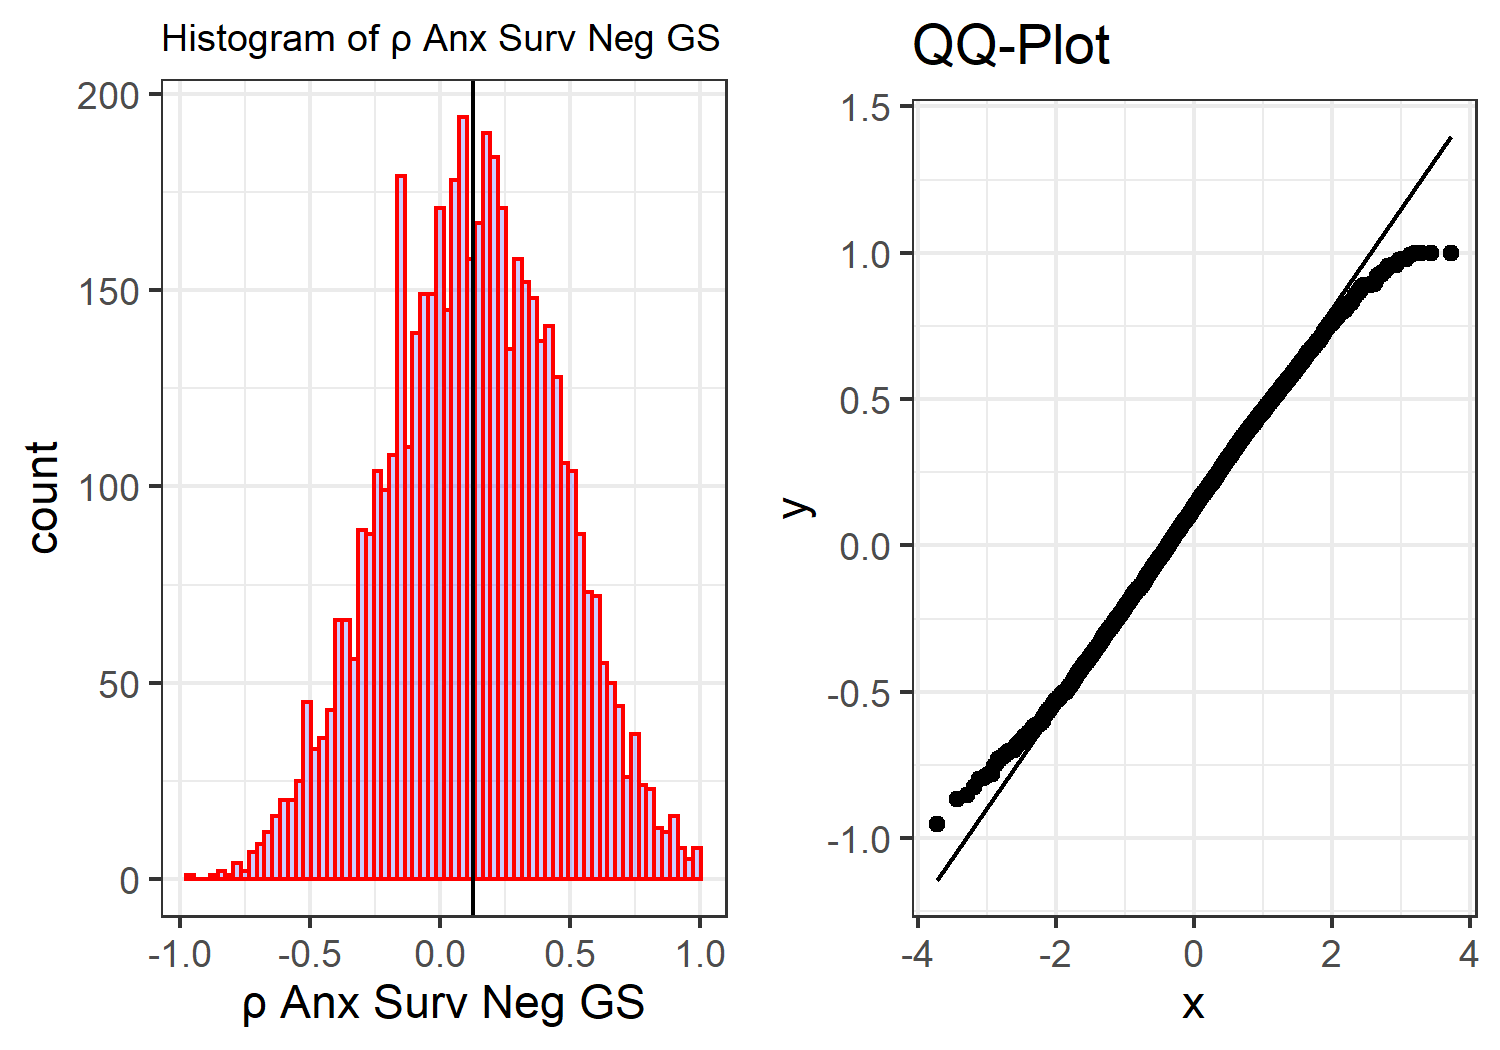 Histogram of ρ Anx Surv Neg GS
200
150
100
50
0
count
-1.0 -0.5 0.0 0.5 1.0
ρ Anx Surv Neg GS
QQ-Plot
1.5
1.0
0.5
0.0
-0.5
-1.0
y
-4 -2 0 2 4
x